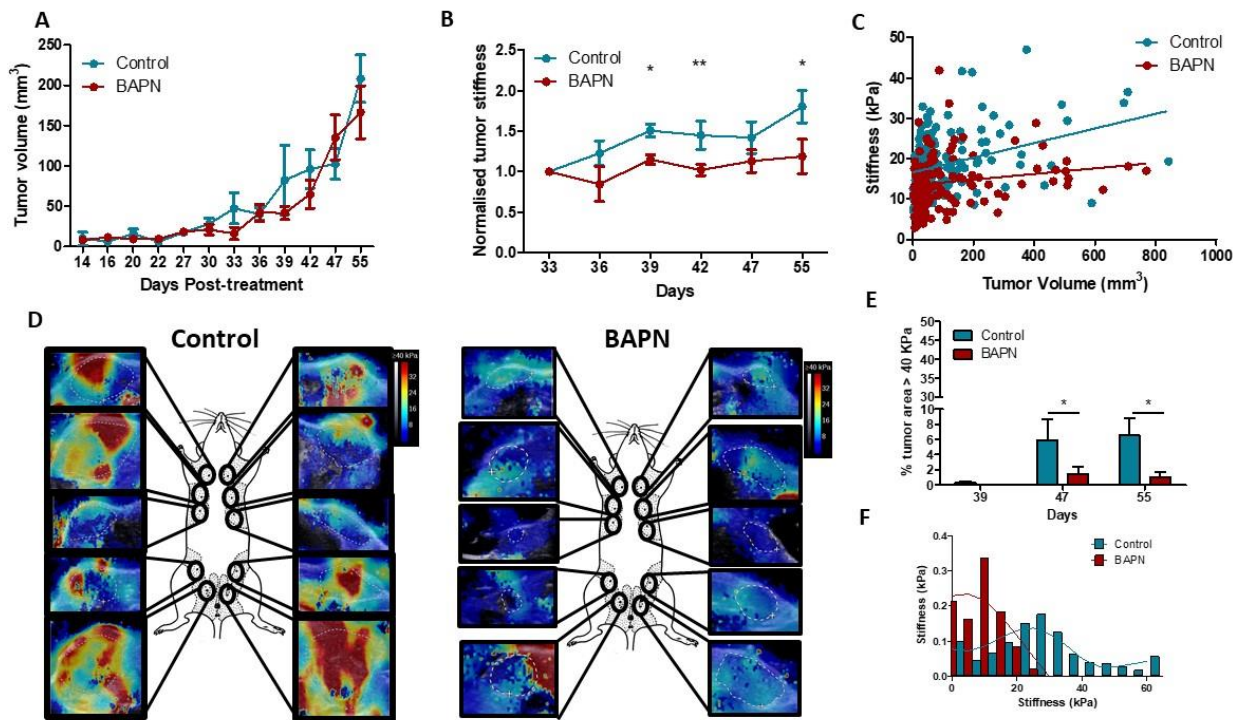 A
Control
BAPN
Tumor volume (mm3)
250
200
150
100
50
0
14 16 20 22 27 30 33 36 39 42 47 55
Days Post-treatment
B
Control
BAPN
Normalised tumor stiffness
2.5
2.0
1.5
1.0
0.5
0.0
* ** *
33 36 39 42 47 55
Days
C
Control
BAPN
Stiffness (kPa)
50
40
30
20
10
0
0 200 400 600 800 1000
Tumor Volume (mm3)
D
Control
≥40 kPa
32
24
16
8
BAPN
≥40 kPa
32
24
16
8
E
Control
BAPN
% tumor area > 40 KPa
50
45
40
35
30
12
10
8
6
4
2
0
* *
39 47 55
Days
F
Control
BAPN
Stiffness (kPa)
0.4
0.3
0.2
0.1
0.0
0 20 40 60
Stiffness (kPa)